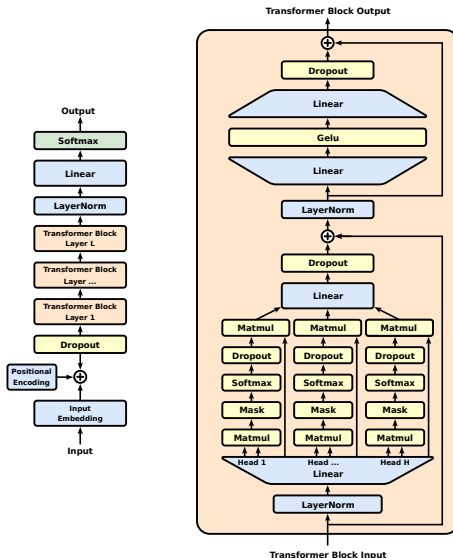 Output
Softmax
Linear
LayerNorm
Transformer Block
Layer L
Transformer Block
Layer ...
Transformer Block
Layer 1
Dropout
Positional
Encoding
Input
Embedding
Input
Transformer Block Output
Dropout
Linear
Gelu
Linear
LayerNorm
Dropout
Linear
Matmul Matmul Matmul
Dropout Dropout Dropout
Softmax Softmax Softmax
Mask Mask Mask
Matmul Matmul Matmul
Head 1 Head ... Head H
Linear
LayerNorm
Transformer Block Input